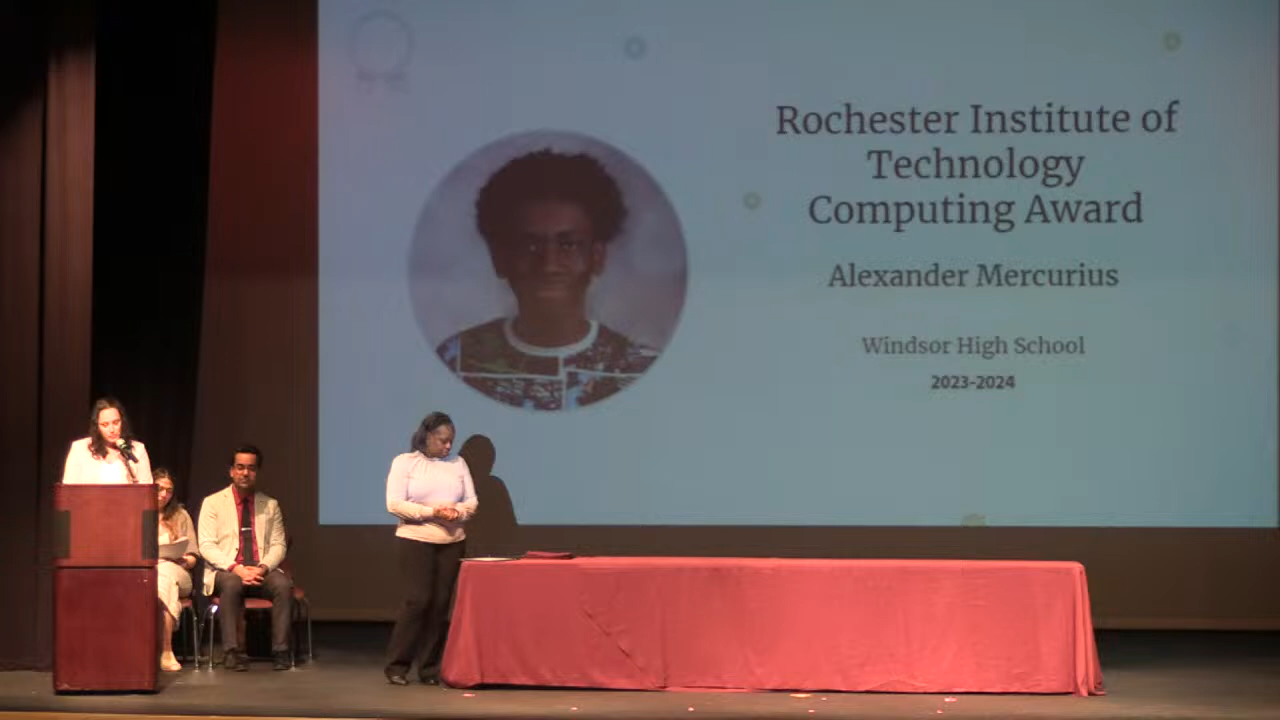 Rochester Institute of
Technology
Computing Award
Alexander Mercurius
Windsor High School
2023-2024